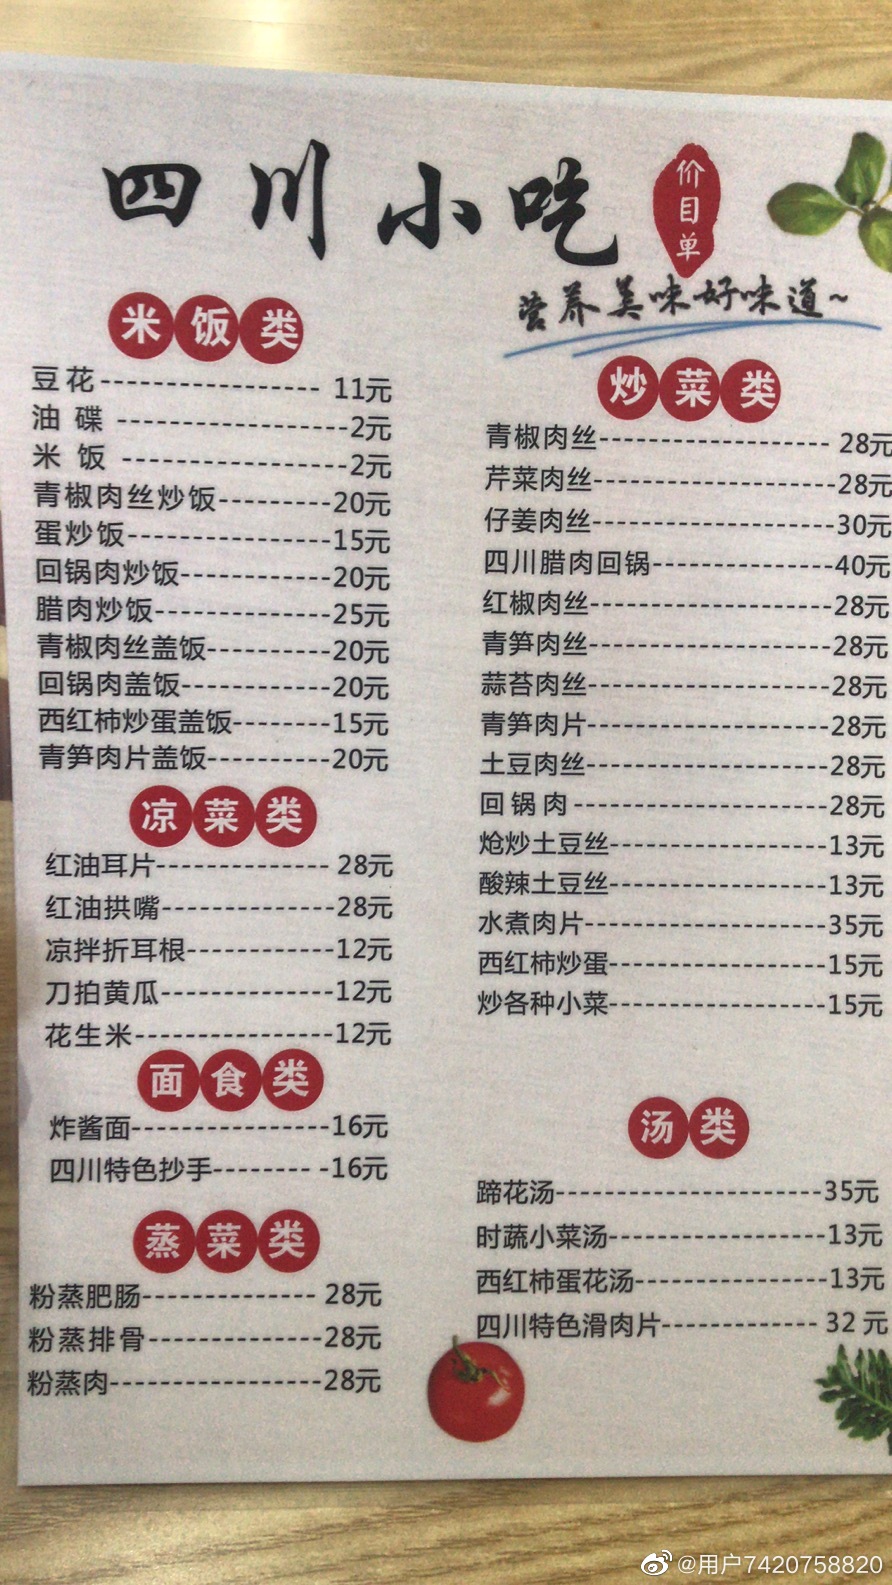 四川小吃
价目单
营养美味好味道~
米饭类
豆花----------------- 11元
油碟 ------------------2元
米饭 -----------------2元
青椒肉丝炒饭---------20元
蛋炒饭----------------15元
回锅肉炒饭------------20元
腊肉炒饭--------------25元
青椒肉丝盖饭----------20元
回锅肉盖饭------------20元
西红柿炒蛋盖饭--------15元
青笋肉片盖饭----------20元
凉菜类
红油耳片------------- 28元
红油拱嘴-------------28元
凉拌折耳根-----------12元
刀拍黄瓜-------------12元
花生米---------------12元
面食类
炸酱面---------------16元
四川特色抄手-------- -16元
蒸菜类
粉蒸肥肠------------- 28元
粉蒸排骨-------------28元
粉蒸肉----------------28元
炒菜类
青椒肉丝------------------ 28元
芹菜肉丝------------------28元
仔姜肉丝------------------30元
四川腊肉回锅--------------40元
红椒肉丝------------------28元
青笋肉丝------------------28元
蒜苔肉丝------------------28元
青笋肉片------------------28元
土豆肉丝------------------28元
回锅肉--------------------28元
炝炒土豆丝----------------13元
酸辣土豆丝----------------13元
水煮肉片------------------35元
西红柿炒蛋----------------15元
炒各种小菜----------------15元
汤类
蹄花汤--------------------35元
时蔬小菜汤----------------13元
西红柿蛋花汤--------------13元
四川特色滑肉片------------ 32 元
@用户7420758820